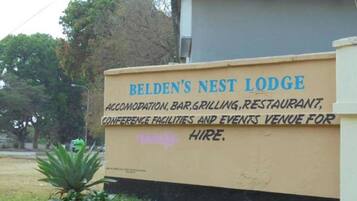 BELDEN'S NEST LODGE
ACCOMODATION, BAR, GRILLING, RESTAURANT,
CONFERENCE FACILITIES AND EVENTS VENUE FOR
HIRE.